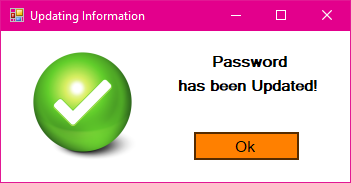 Updating Information
Password
has been Updated!
Ok